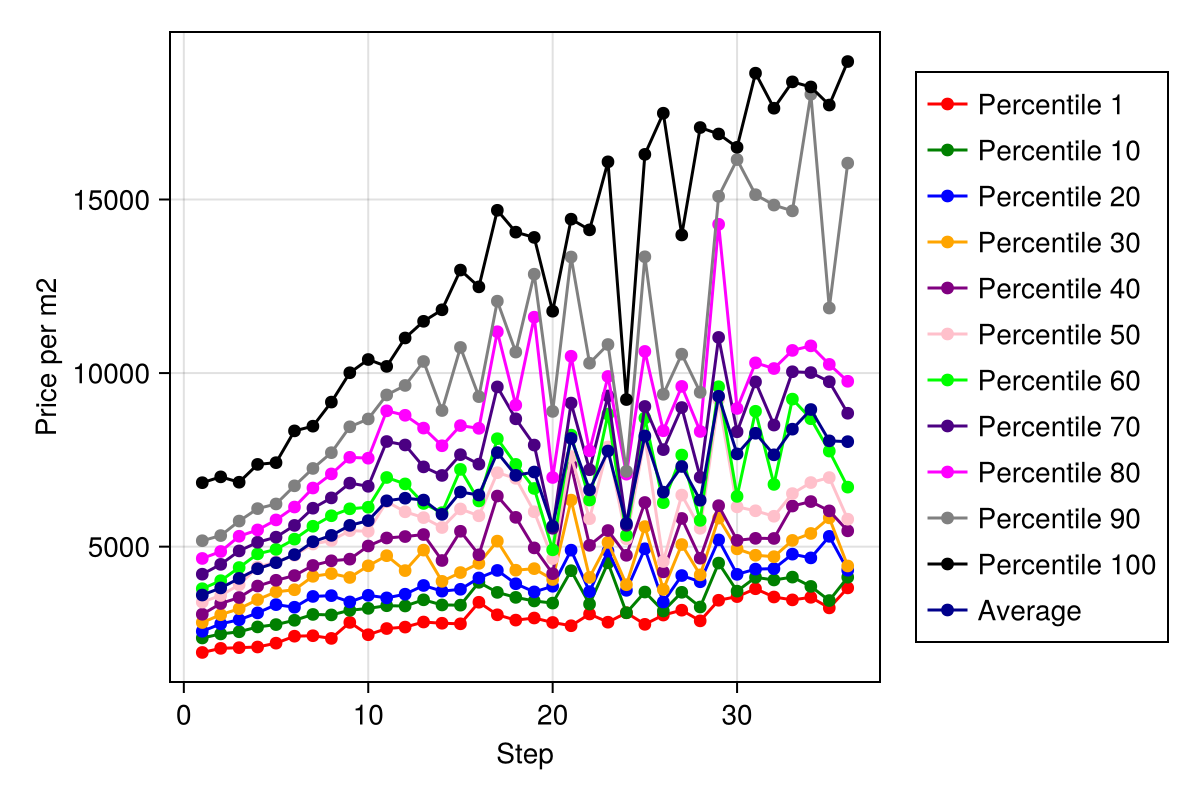 15000
10000
5000
Price per m2
0
10
20
30
Step
Percentile 1
Percentile 10
Percentile 20
Percentile 30
Percentile 40
Percentile 50
Percentile 60
Percentile 70
Percentile 80
Percentile 90
Percentile 100
Average